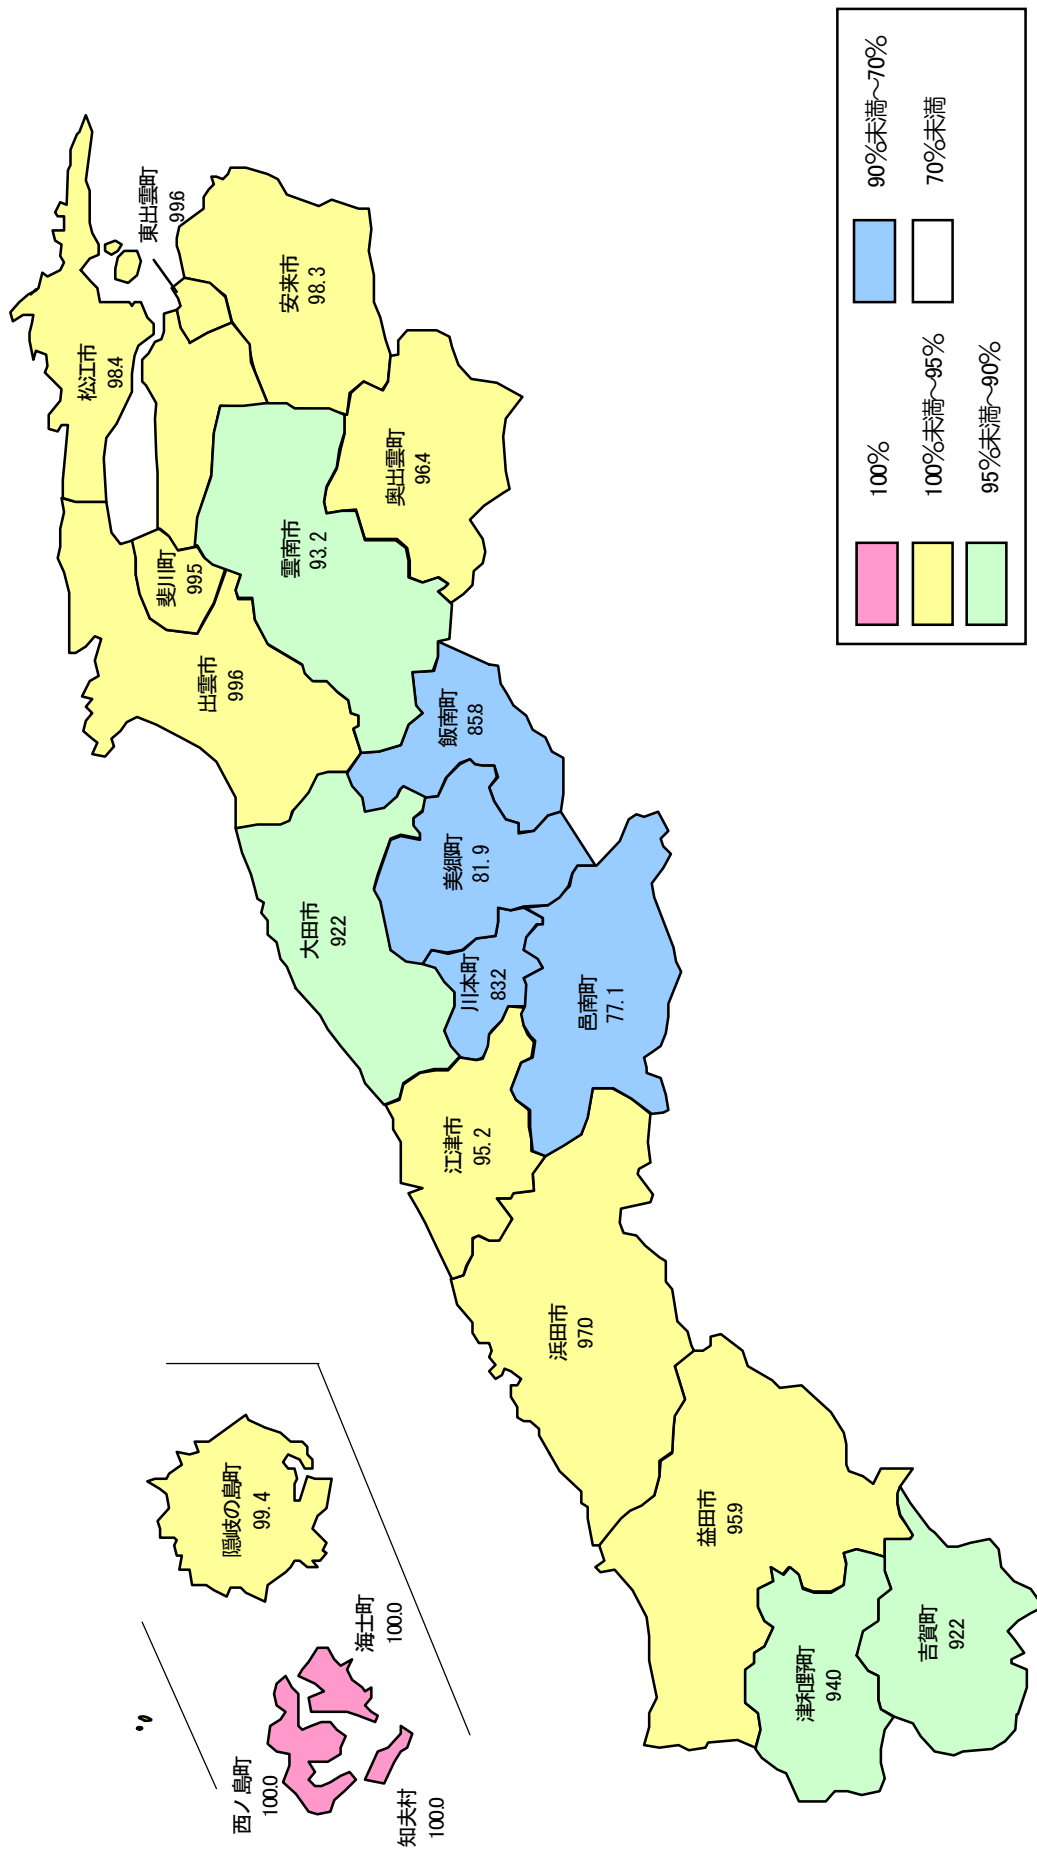 西ノ島町
100.0
知夫村
100.0
海士町
100.0
隠岐の島町
99.4
松江市
98.4
東出雲町
99.6
安来市
98.3
斐川町
99.5
出雲市
99.6
雲南市
93.2
奥出雲町
96.4
飯南町
85.8
大田市
92.2
美郷町
81.9
川本町
83.2
邑南町
77.1
江津市
95.2
浜田市
97.0
益田市
95.9
津和野町
94.0
吉賀町
92.2
100%
100%未満~95%
95%未満~90%
90%未満~70%
70%未満